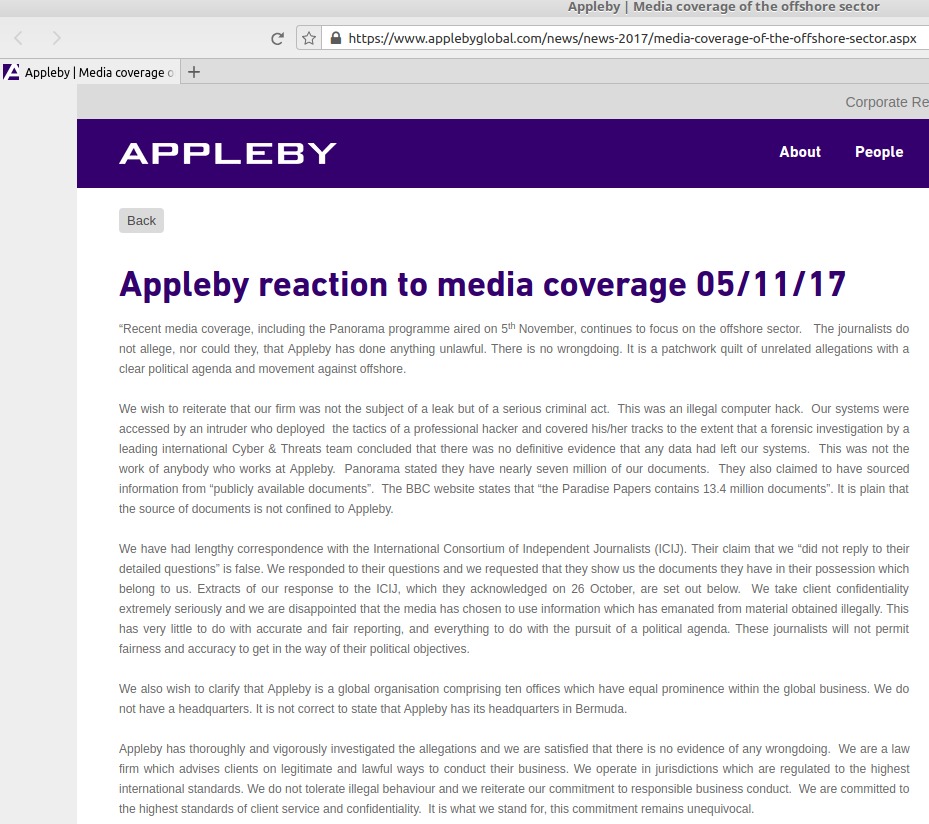 Appleby | Media coverage of the offshore sector
https://www.applebyglobal.com/news/news-2017/media-coverage-of-the-offshore-sector.aspx
Appleby | Media coverage o
Corporate Re
APPLEBY
About People
Back
Appleby reaction to media coverage 05/11/17
“Recent media coverage, including the Panorama programme aired on 5th November, continues to focus on the offshore sector. The journalists do
not allege, nor could they, that Appleby has done anything unlawful. There is no wrongdoing. It is a patchwork quilt of unrelated allegations with a
clear political agenda and movement against offshore.
We wish to reiterate that our firm was not the subject of a leak but of a serious criminal act. This was an illegal computer hack. Our systems were
accessed by an intruder who deployed the tactics of a professional hacker and covered his/her tracks to the extent that a forensic investigation by a
leading international Cyber & Threats team concluded that there was no definitive evidence that any data had left our systems. This was not the
work of anybody who works at Appleby. Panorama stated they have nearly seven million of our documents. They also claimed to have sourced
information from “publicly available documents”. The BBC website states that “the Paradise Papers contains 13.4 million documents”. It is plain that
the source of documents is not confined to Appleby.
We have had lengthy correspondence with the International Consortium of Independent Journalists (ICIJ). Their claim that we “did not reply to their
detailed questions” is false. We responded to their questions and we requested that they show us the documents they have in their possession which
belong to us. Extracts of our response to the ICIJ, which they acknowledged on 26 October, are set out below. We take client confidentiality
extremely seriously and we are disappointed that the media has chosen to use information which has emanated from material obtained illegally. This
has very little to do with accurate and fair reporting, and everything to do with the pursuit of a political agenda. These journalists will not permit
fairness and accuracy to get in the way of their political objectives.
We also wish to clarify that Appleby is a global organisation comprising ten offices which have equal prominence within the global business. We do
not have a headquarters. It is not correct to state that Appleby has its headquarters in Bermuda.
Appleby has thoroughly and vigorously investigated the allegations and we are satisfied that there is no evidence of any wrongdoing. We are a law
firm which advises clients on legitimate and lawful ways to conduct their business. We operate in jurisdictions which are regulated to the highest
international standards. We do not tolerate illegal behaviour and we reiterate our commitment to responsible business conduct. We are committed to
the highest standards of client service and confidentiality. It is what we stand for, this commitment remains unequivocal.